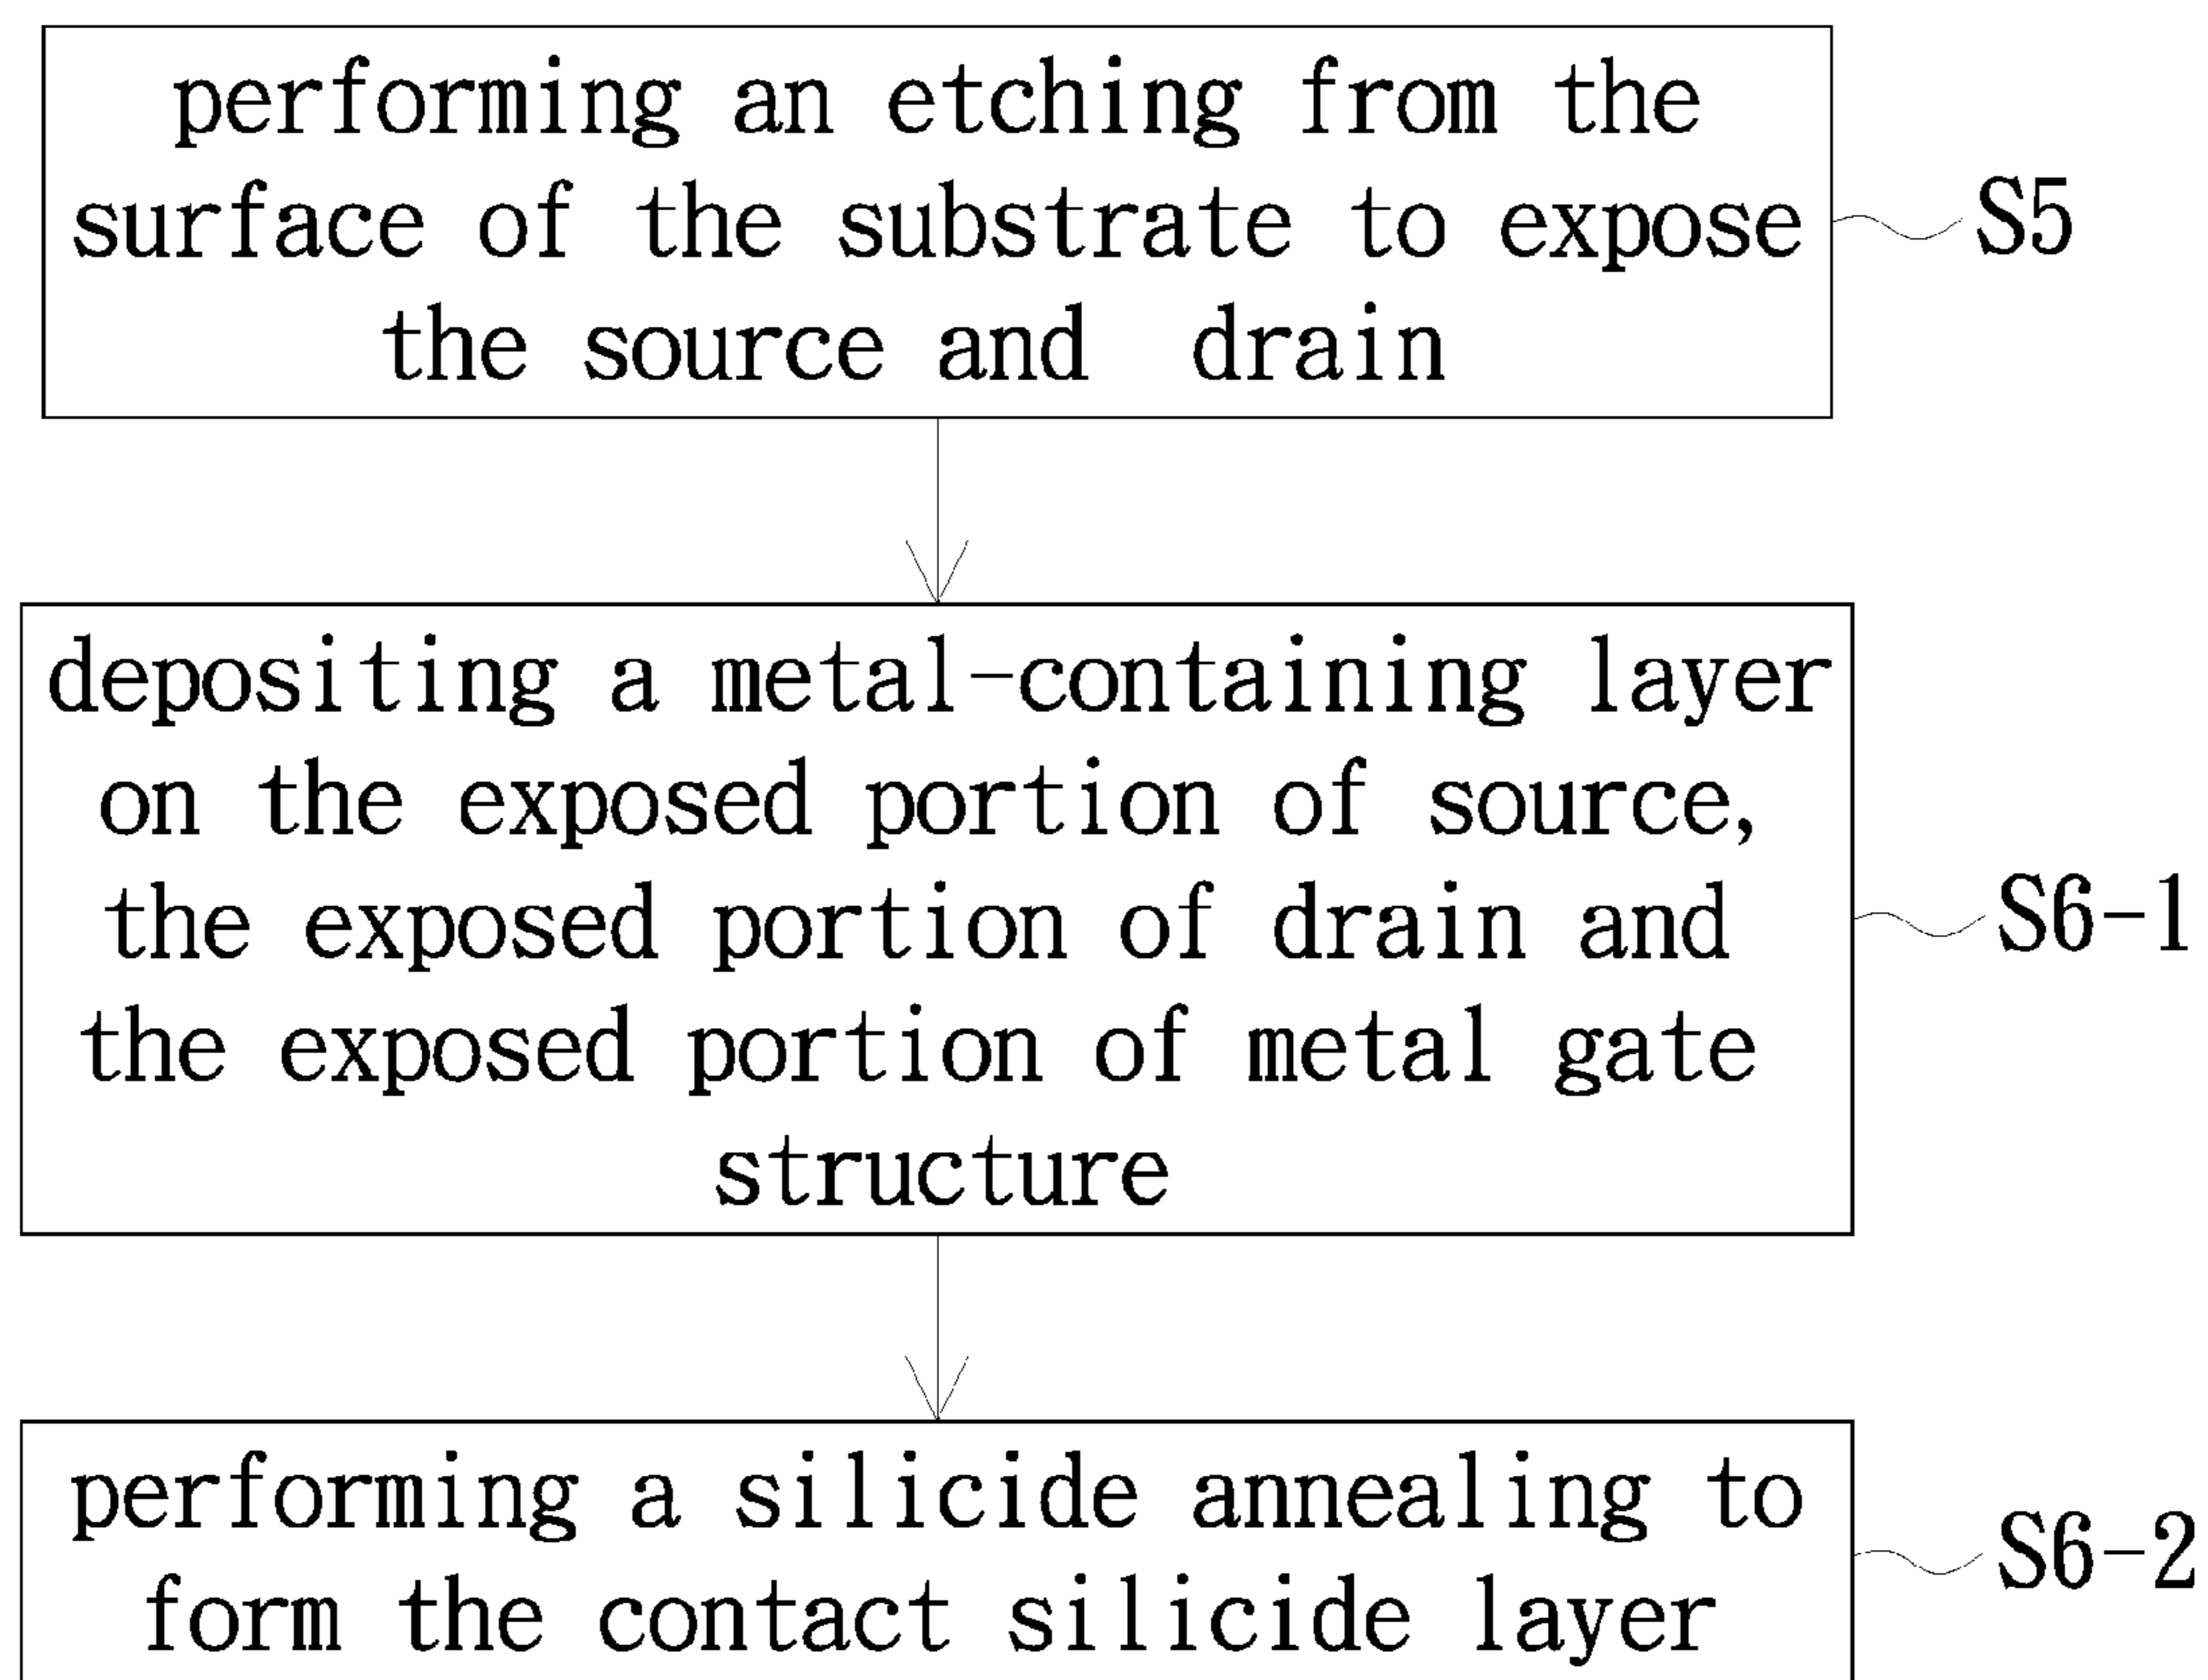 performing an etching from the
surface of the substrate to expose
the source and drain
S5
depositing a metal-containing layer
on the exposed portion of source,
the exposed portion of drain and
the exposed portion of metal gate
structure
S6-1
performing a silicide annealing to
form the contact silicide layer
S6-2